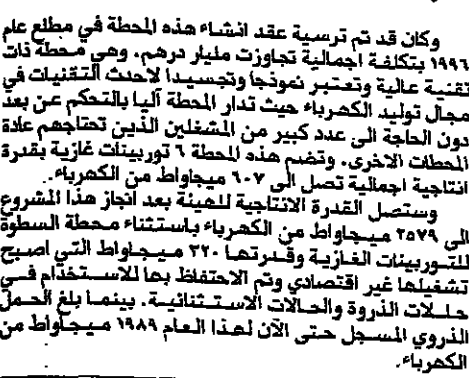 وكان قد تم ترسية عقد انشاء هذه المحطة في مطلع عام
١٩٩٦ بتكلفة اجمالية تجاوزت مليار درهم. وهي محطة ذات
تقنية عالية وتعتبر نموذجا وتجسيدا لاحدث التقنيات في
مجال توليد الكهرباء حيث تدار المحطة آليا بالتحكم عن بعد
دون الحاجة الى عدد كبير من المشغلين الذين تحتاجهم عادة
المحطات الاخرى. وتضم هذه المحطة ٦ توربينات غازية بقدرة
انتاجية اجمالية تصل الى ٦٠٧ ميجاواط من الكهرباء.
وستصل القدرة الانتاجية للهيئة بعد انجاز هذا المشروع
الى ٢٥٧٩ ميجاواط من الكهرباء باستثناء محطة السطوة
للتوربينات الغازية وقدرتها ٢٢٠ ميجاواط التي اصبح
تشغيلها غير اقتصادي وتم الاحتفاظ بها للاستخدام في
حالات الذروة والحالات الاستثنائية. بينما بلغ الحمل
الذروي المسجل حتى الآن لهذا العام ١٩٨٩ ميجاواط من
الكهرباء.